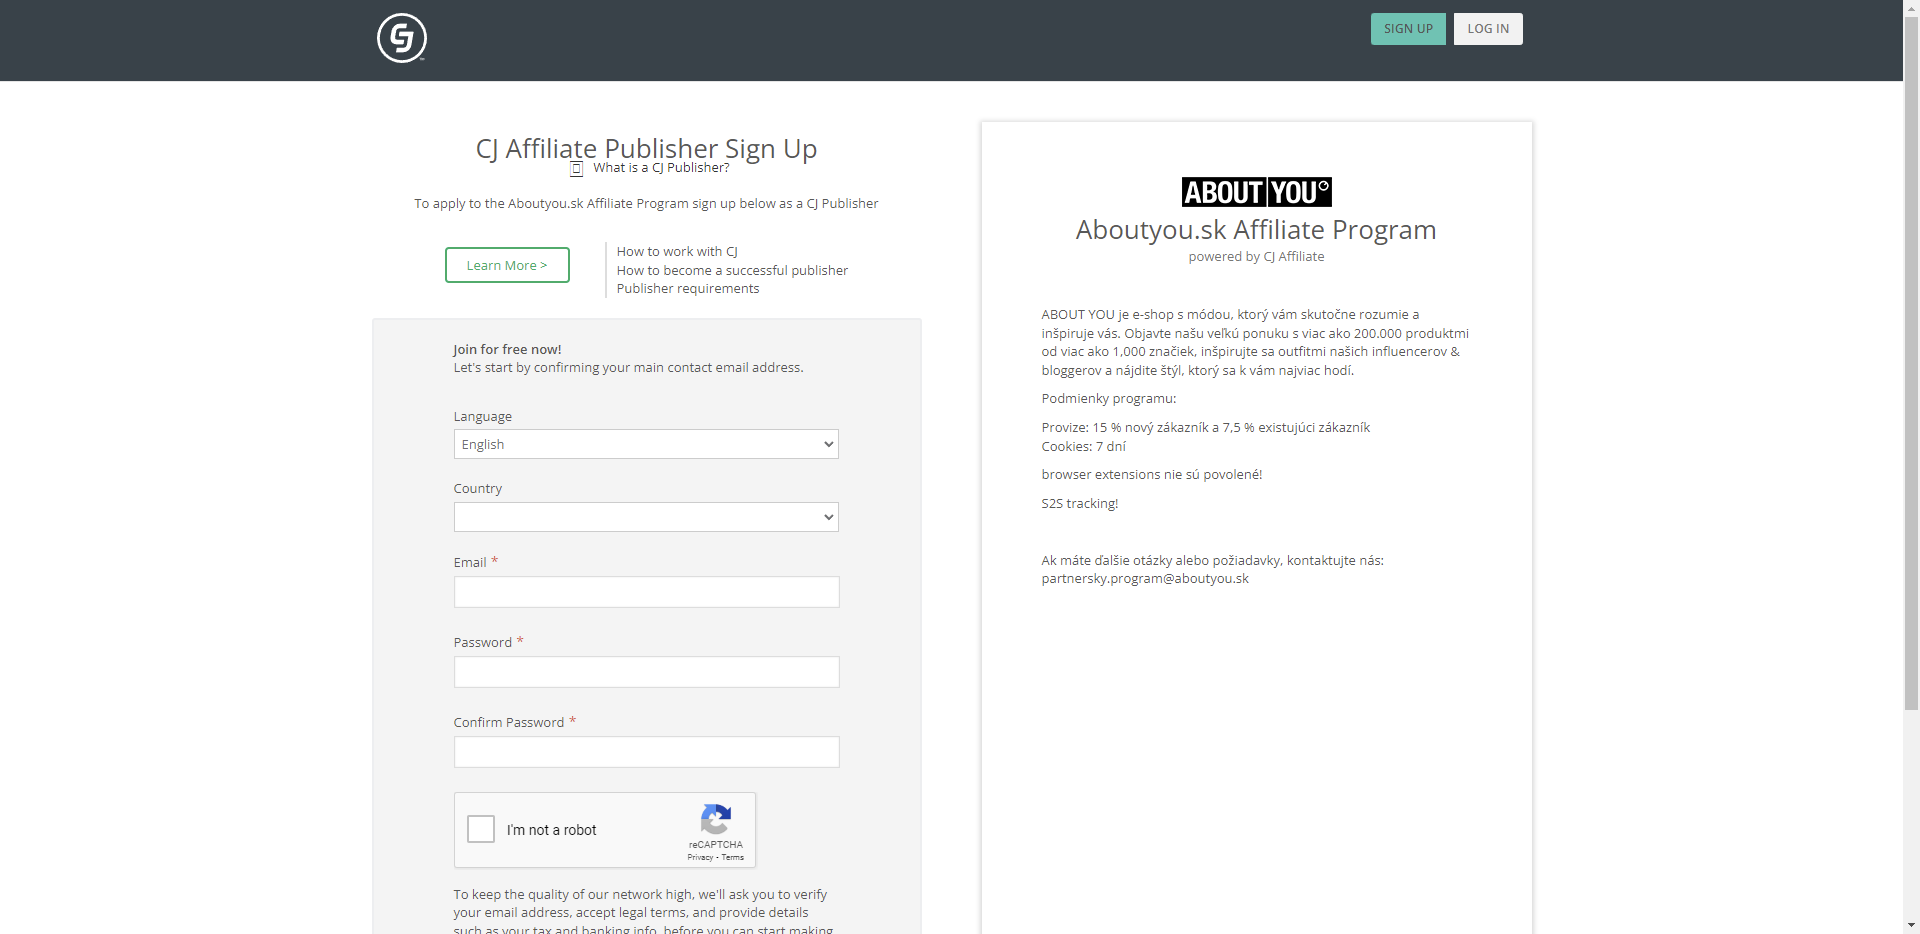 SIGN UP
LOG IN
CJ Affiliate Publisher Sign Up
What is a CJ Publisher?
To apply to the Aboutyou.sk Affiliate Program sign up below as a CJ Publisher
Learn More >
How to work with CJ
How to become a successful publisher
Publisher requirements
Join for free now!
Let's start by confirming your main contact email address.
Language
English
Country
Email *
Password *
Confirm Password *
I'm not a robot
reCAPTCHA
Privacy - Terms
To keep the quality of our network high, we'll ask you to verify
your email address, accept legal terms, and provide details
such as your tax and banking info, before you can start making
ABOUT YOU
Aboutyou.sk Affiliate Program
powered by CJ Affiliate
ABOUT YOU je e-shop s módou, ktorý vám skutočne rozumie a
inšpiruje vás. Objavte našu veľkú ponuku s viac ako 200.000 produktmi
od viac ako 1,000 značiek, inšpirujte sa outfitmi našich influencerov &
bloggerov a nájdite štýl, ktorý sa k vám najviac hodí.
Podmienky programu:
Provize: 15 % nový zákazník a 7,5 % existujúci zákazník
Cookies: 7 dní
browser extensions nie sú povolené!
S2S tracking!
Ak máte ďalšie otázky alebo požiadavky, kontaktujte nás:
partnersky.program@aboutyou.sk